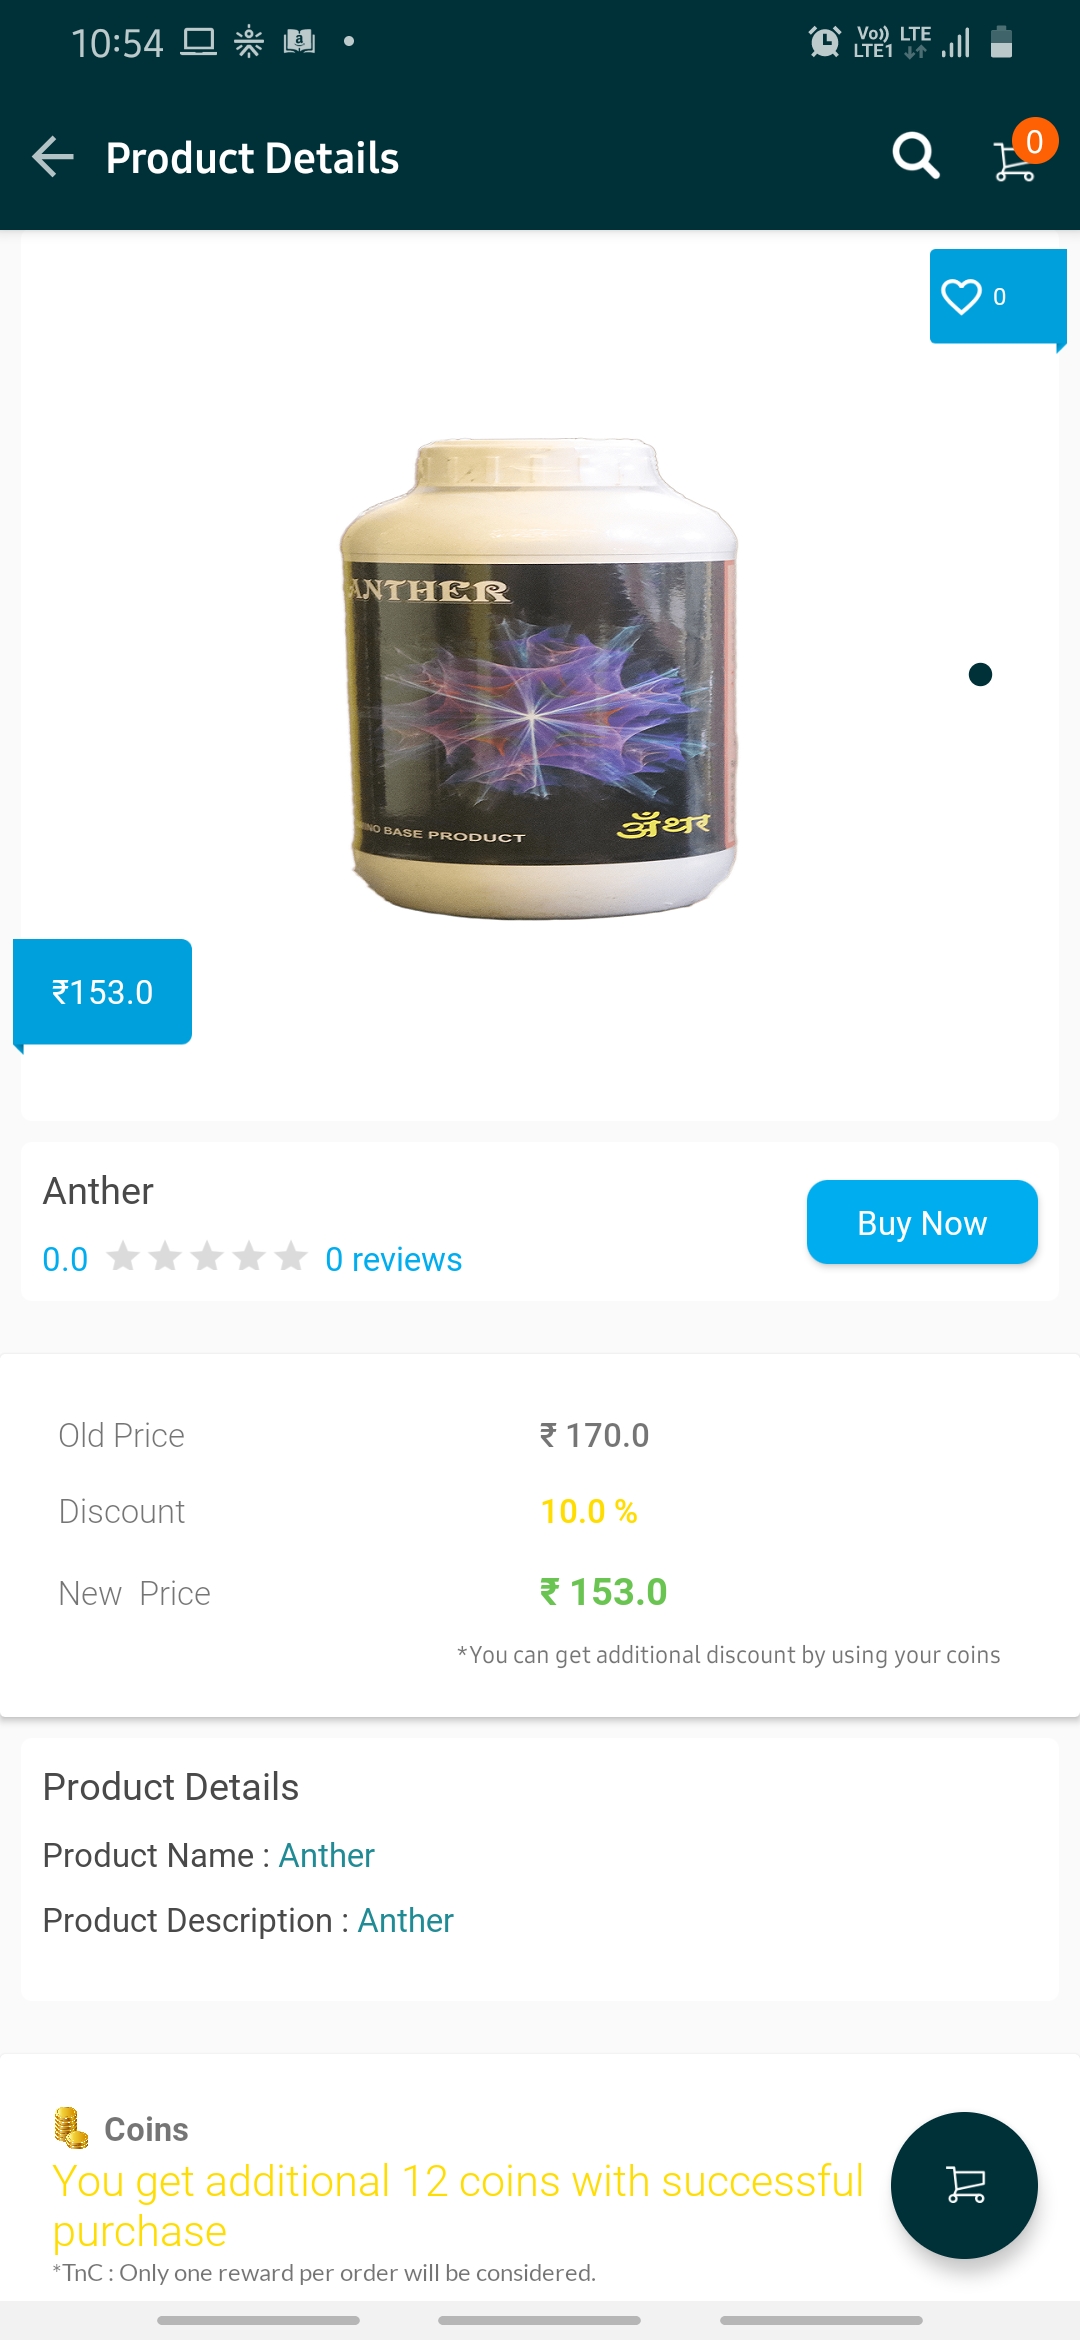 10:54
Vo)) LTE
LTE1
Product Details
0
0
ANTHER
BASE PRODUCT
अँथर
₹153.0
Anther
Buy Now
0.0 0 reviews
Old Price ₹ 170.0
Discount 10.0 %
New Price ₹ 153.0
*You can get additional discount by using your coins
Product Details
Product Name : Anther
Product Description : Anther
Coins
You get additional 12 coins with successful
purchase
*TnC : Only one reward per order will be considered.